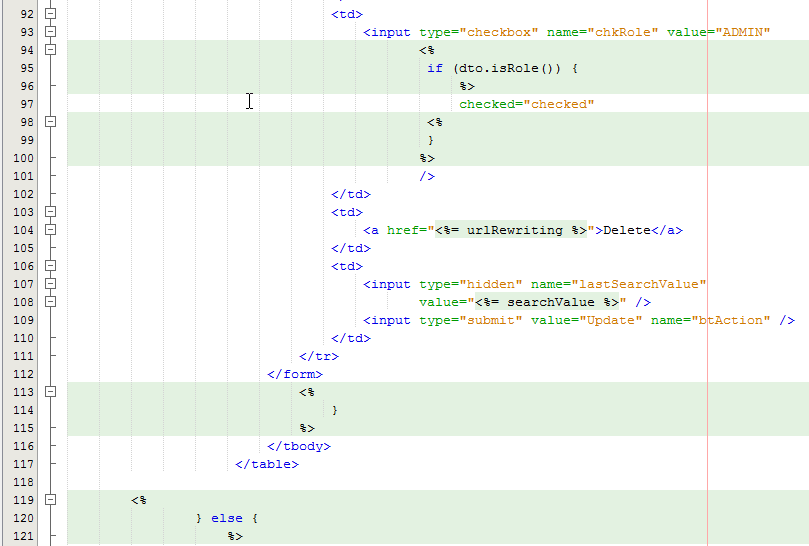 92 <td>
93 <input type="checkbox" name="chkRole" value="ADMIN"
94 <%
95 if (dto.isRole()) {
96 %>
97 checked="checked"
98 <%
99 }
100 %>
101 />
102 </td>
103 <td>
104 <a href="<%= urlRewriting %>">Delete</a>
105 </td>
106 <td>
107 <input type="hidden" name="lastSearchValue"
108 value="<%= searchValue %>" />
109 <input type="submit" value="Update" name="btAction" />
110 </td>
111 </tr>
112 </form>
113 <%
114 }
115 %>
116 </tbody>
117 </table>
118
119 <%
120 } else {
121 %>